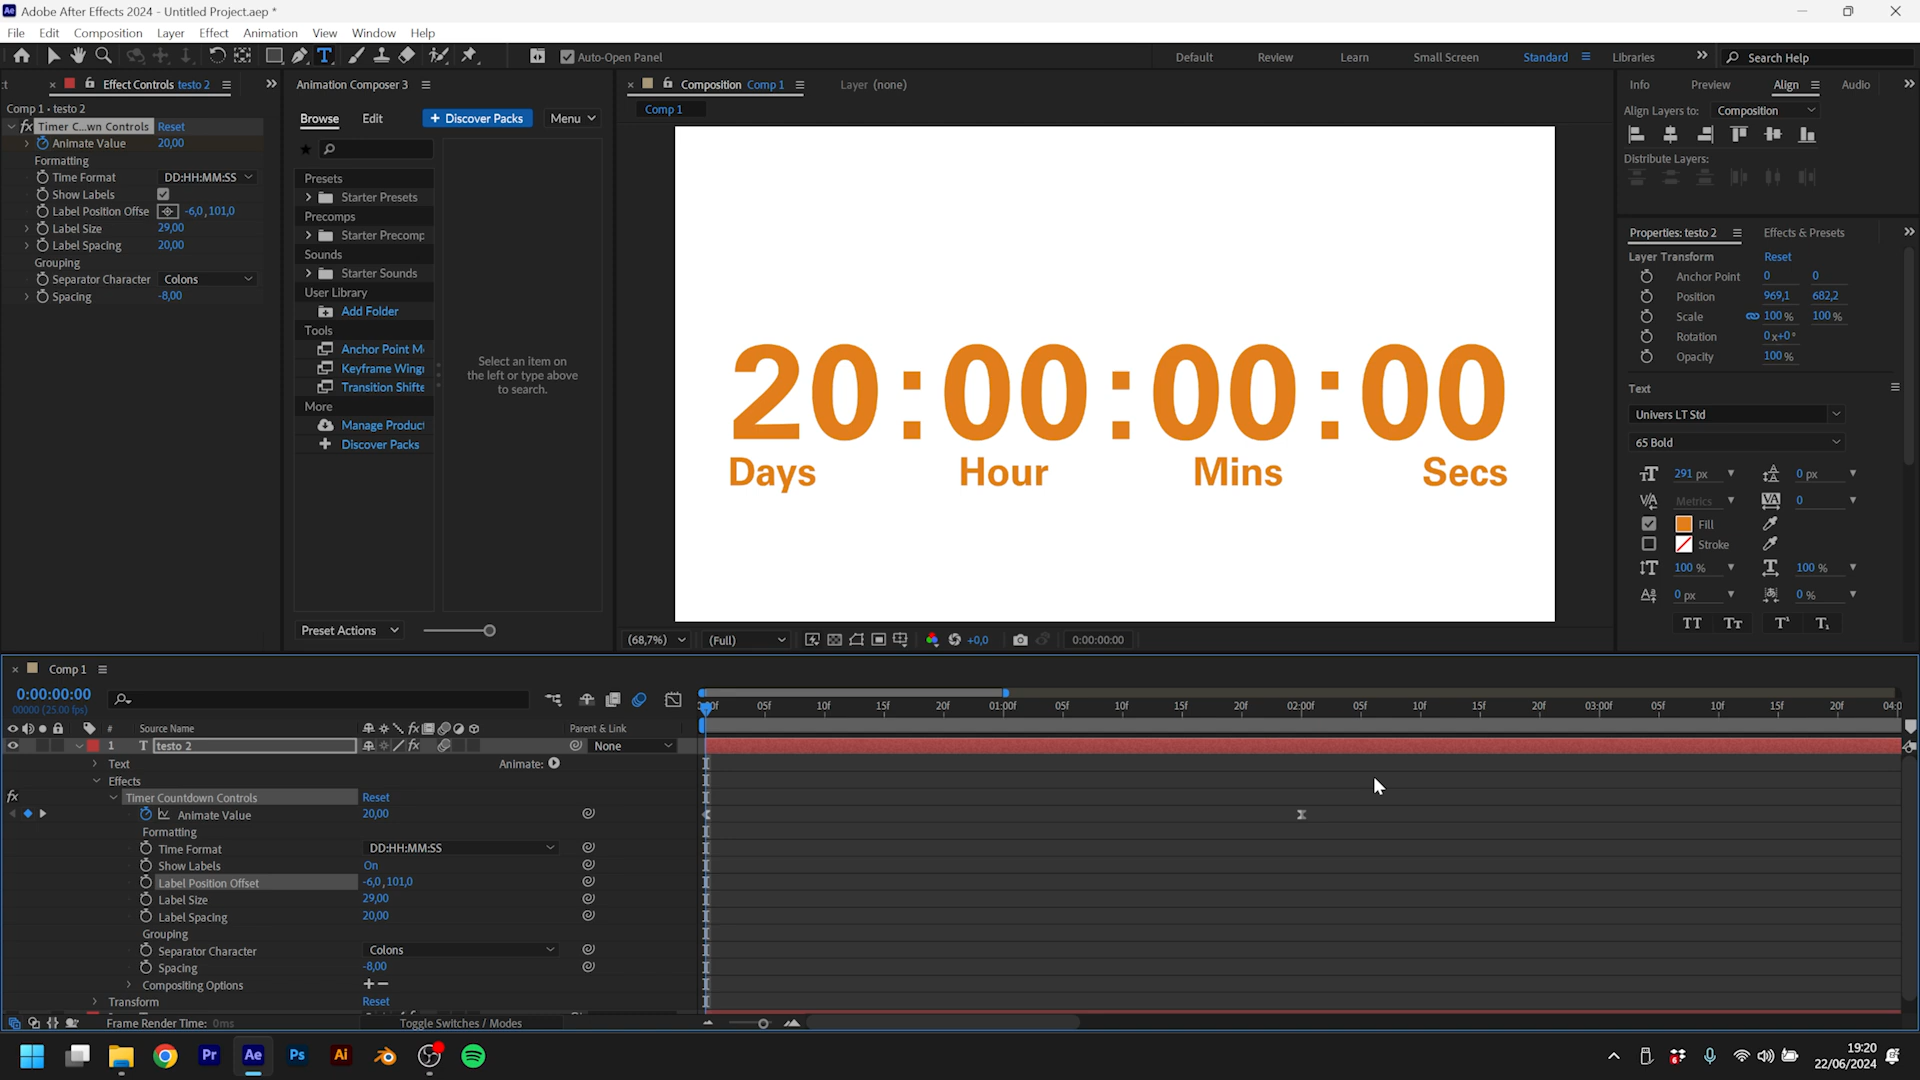 Adobe After Effects 2024 - Untitled Project.aep *
File Edit Composition Layer Effect Animation View Window Help
Auto-Open Panel
Default Review Learn Small Screen Standard Libraries
Search Help
Effect Controls testo 2
Comp 1 • testo 2
fx Timer C...wn Controls Reset
Animate Value 20,00
Formatting
Time Format DD:HH:MM:SS
Show Labels
Label Position Offse -6,0,101,0
Label Size 29,00
Label Spacing 20,00
Grouping
Separator Character Colons
Spacing -8,00
Animation Composer 3
Browse Edit + Discover Packs Menu
Presets
Starter Presets
Precomps
Starter Precomp
Sounds
Starter Sounds
User Library
Add Folder
Tools
Anchor Point M
Keyframe Wing
Transition Shifte
More
Manage Product
Discover Packs
Select an item on
the left or type above
to search.
Preset Actions
Composition Comp 1
Layer (none)
Comp 1
20:00:00:00
Days Hour Mins Secs
(68,7%) (Full) +0,0 0:00:00:00
Info Preview Align Audio
Align Layers to: Composition
Distribute Layers:
Properties: testo 2 Effects & Presets
Layer Transform Reset
Anchor Point 0 0
Position 969,1 682,2
Scale 100 % 100 %
Rotation 0x+0°
Opacity 100 %
Text
Univers LT Std
65 Bold
291 px 0 px
Metrics 0
Fill
Stroke
100 % 100 %
0 px 0 %
TT Tt T¹ T₁
Comp 1
0:00:00:00
00000 (25.00 fps)
# Source Name Parent & Link
05f 10f 15f 20f 01:00f 05f 10f 15f 20f 02:00f 05f 10f 15f 20f 03:00f 05f 10f 15f 20f
1 T testo 2 None
Text Animate:
Effects
Timer Countdown Controls Reset
Animate Value 20,00
Formatting
Time Format DD:HH:MM:SS
Show Labels On
Label Position Offset -6,0,101,0
Label Size 29,00
Label Spacing 20,00
Grouping
Separator Character Colons
Spacing -8,00
Compositing Options + −
Transform Reset
Frame Render Time: 0ms Toggle Switches / Modes
Pr Ae Ps Ai
19:20
22/06/2024